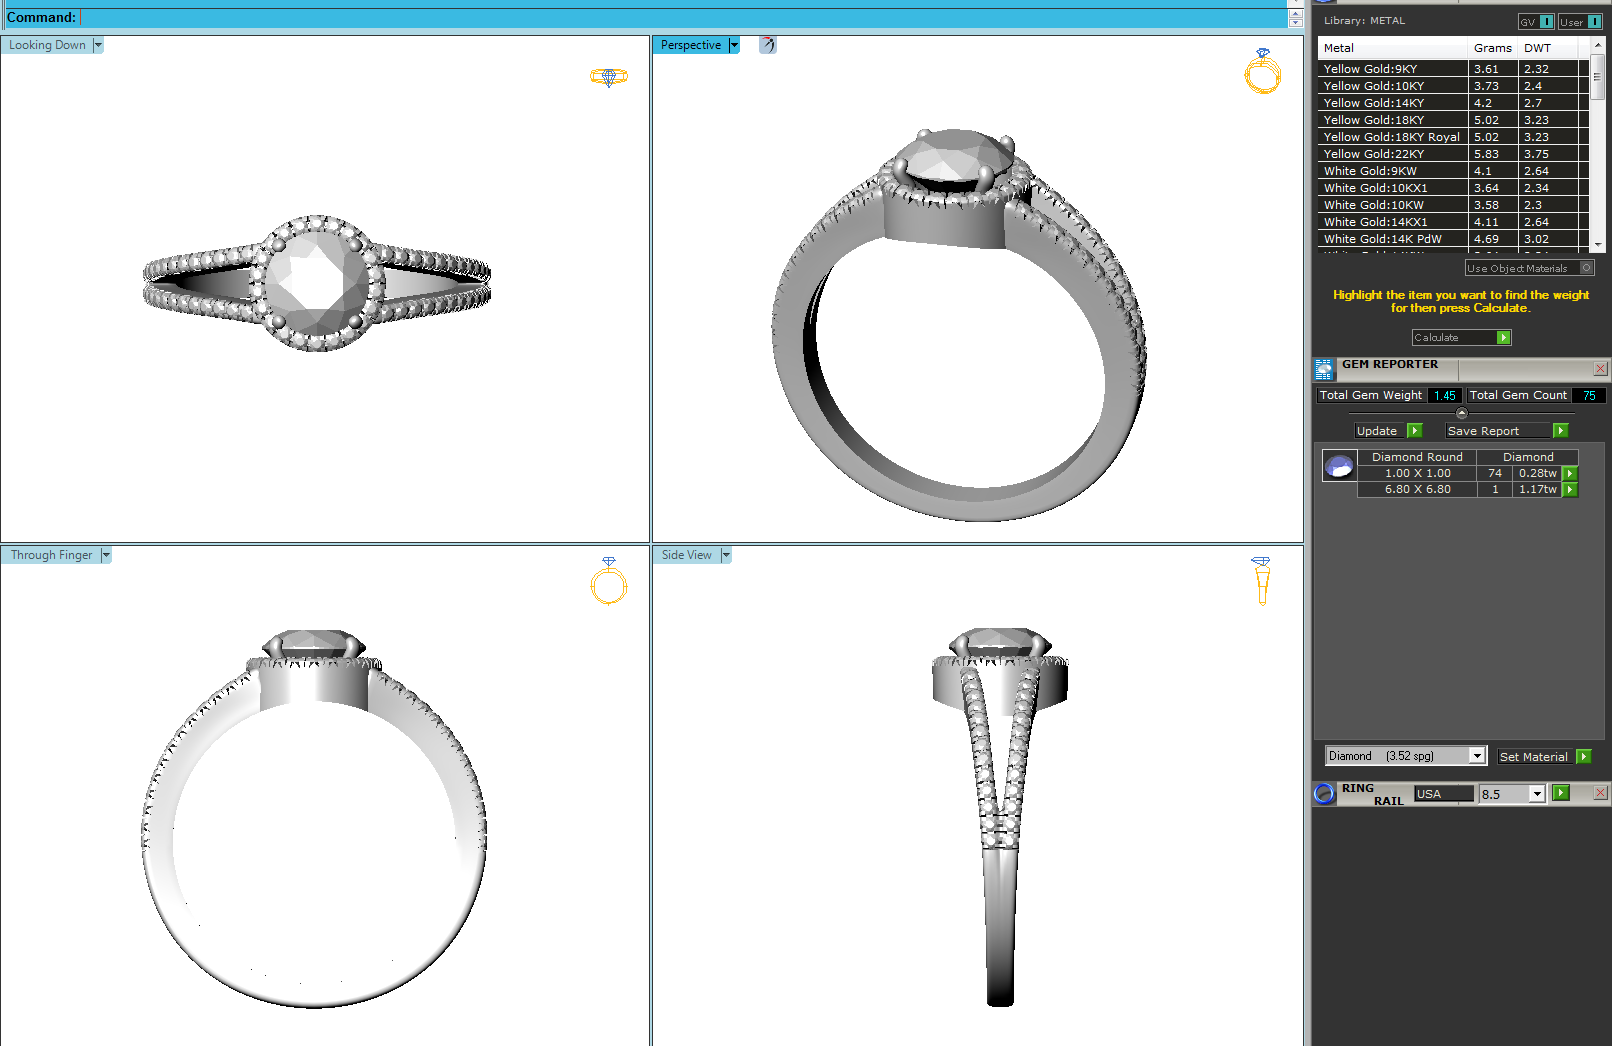 Command:
Looking Down
Perspective
Through Finger
Side View
Library: METAL
GV
User
Metal Grams DWT
Yellow Gold:9KY 3.61 2.32
Yellow Gold:10KY 3.73 2.4
Yellow Gold:14KY 4.2 2.7
Yellow Gold:18KY 5.02 3.23
Yellow Gold:18KY Royal 5.02 3.23
Yellow Gold:22KY 5.83 3.75
White Gold:9KW 4.1 2.64
White Gold:10KX1 3.64 2.34
White Gold:10KW 3.58 2.3
White Gold:14KX1 4.11 2.64
White Gold:14K PdW 4.69 3.02
Use Object Materials
Highlight the item you want to find the weight
for then press Calculate.
Calculate
GEM REPORTER
Total Gem Weight 1.45 Total Gem Count 75
Update Save Report
Diamond Round Diamond
1.00 X 1.00 74 0.28tw
6.80 X 6.80 1 1.17tw
Diamond (3.52 spg) Set Material
RING
RAIL USA 8.5